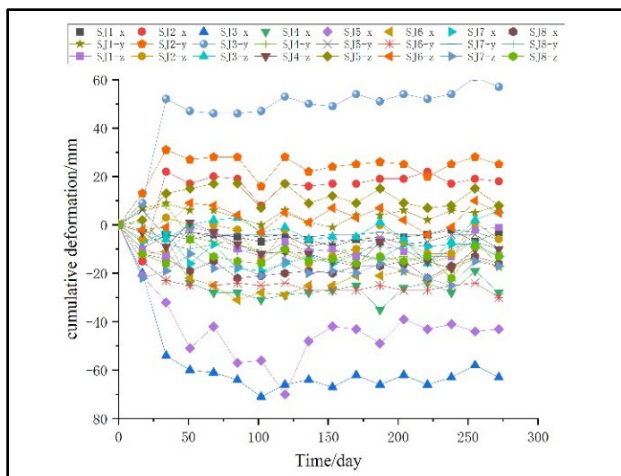 SJ1-x SJ2-x SJ3-x SJ4-x SJ5-x SJ6-x SJ7-x SJ8-x
SJ1-y SJ2-y SJ3-y SJ4-y SJ5-y SJ6-y SJ7-y SJ8-y
SJ1-z SJ2-z SJ3-z SJ4-z SJ5-z SJ6-z SJ7-z SJ8-z
60
40
20
0
-20
-40
-60
80
cumulative deformation/mm
0 50 100 150 200 250 300
Time/day